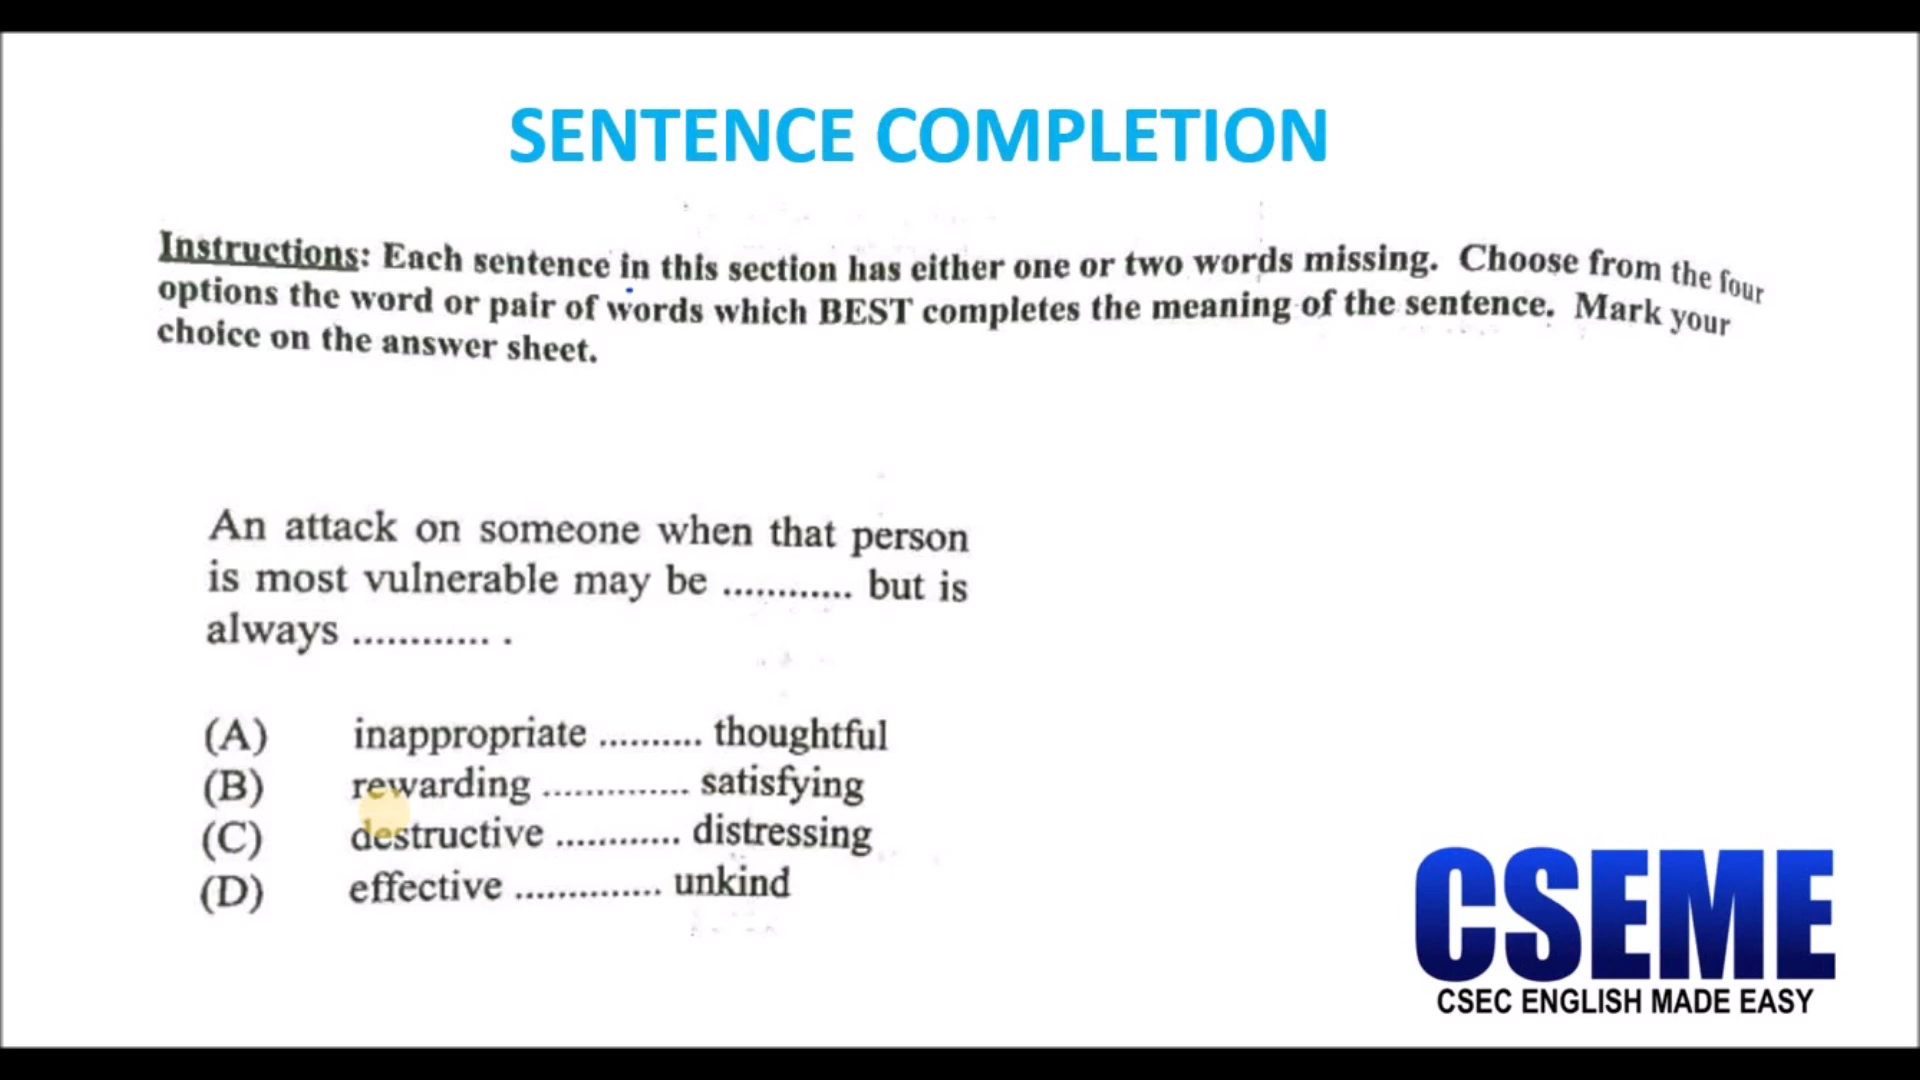 SENTENCE COMPLETION
Instructions: Each sentence in this section has either one or two words missing. Choose from the four
options the word or pair of words which BEST completes the meaning of the sentence. Mark your
choice on the answer sheet.
An attack on someone when that person
is most vulnerable may be ............ but is
always ............. .
(A) inappropriate .......... thoughtful
(B) rewarding .............. satisfying
(C) destructive ............ distressing
(D) effective .............. unkind
CSEME
CSEC ENGLISH MADE EASY